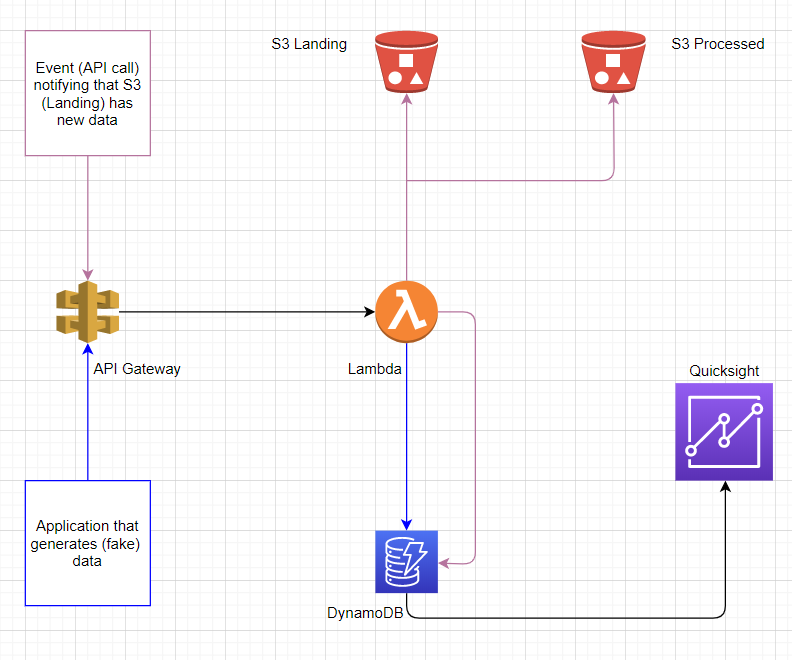 S3 Landing
S3 Processed
Event (API call)
notifying that S3
(Landing) has
new data
API Gateway
Lambda
Quicksight
Application that
generates (fake)
data
DynamoDB